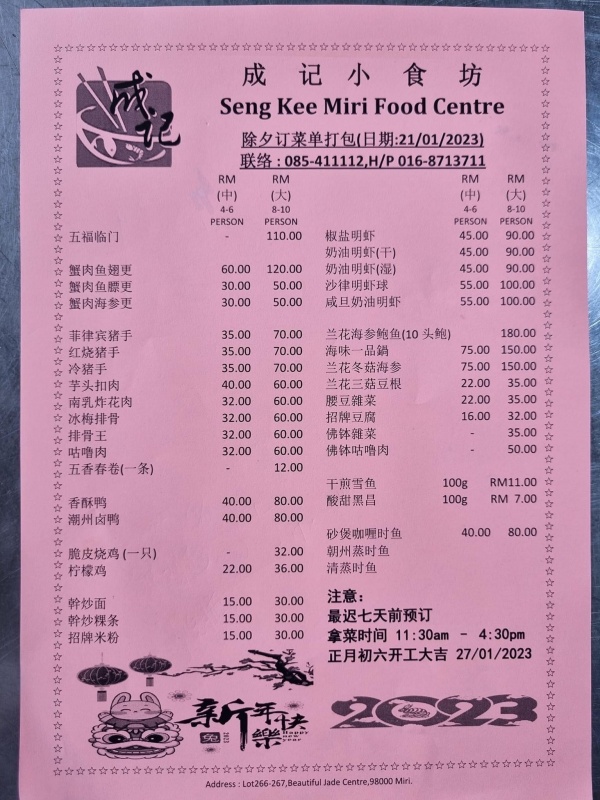 成记
成记小食坊
Seng Kee Miri Food Centre
除夕订菜单打包(日期:21/01/2023)
联络 : 085-411112,H/P 016-8713711
RM RM
(中) (大)
4-6 8-10
PERSON PERSON
五福临门 - 110.00
蟹肉鱼翅更 60.00 120.00
蟹肉鱼膘更 30.00 50.00
蟹肉海参更 30.00 50.00
菲律宾猪手 35.00 70.00
红烧猪手 35.00 70.00
冷猪手 35.00 70.00
芋头扣肉 40.00 60.00
南乳炸花肉 32.00 60.00
冰梅排骨 32.00 60.00
排骨王 32.00 60.00
咕噜肉 32.00 60.00
五香春卷(一条) - 12.00
香酥鸭 40.00 80.00
潮州卤鸭 40.00 80.00
脆皮烧鸡 (一只) - 32.00
柠檬鸡 22.00 36.00
幹炒面 15.00 30.00
幹炒粿条 15.00 30.00
招牌米粉 15.00 30.00
RM RM
(中) (大)
4-6 8-10
PERSON PERSON
椒盐明虾 45.00 90.00
奶油明虾(干) 45.00 90.00
奶油明虾(湿) 45.00 90.00
沙律明虾球 55.00 100.00
咸旦奶油明虾 55.00 100.00
兰花海参鲍鱼(10 头鲍) 180.00
海味一品鍋 75.00 150.00
兰花冬菇海参 75.00 150.00
兰花三菇豆根 22.00 35.00
腰豆雜菜 22.00 35.00
招牌豆腐 16.00 32.00
佛钵雜菜 - 35.00
佛钵咕噜肉 - 50.00
干煎雪鱼 100g RM11.00
酸甜黑昌 100g RM 7.00
砂煲咖喱时鱼 40.00 80.00
朝州蒸时鱼
清蒸时鱼
注意:
最迟七天前预订
拿菜时间 11:30am - 4:30pm
正月初六开工大吉 27/01/2023
新年快樂
Happy
new
year
兔
2023
2023
Address : Lot266-267,Beautiful Jade Centre,98000 Miri.